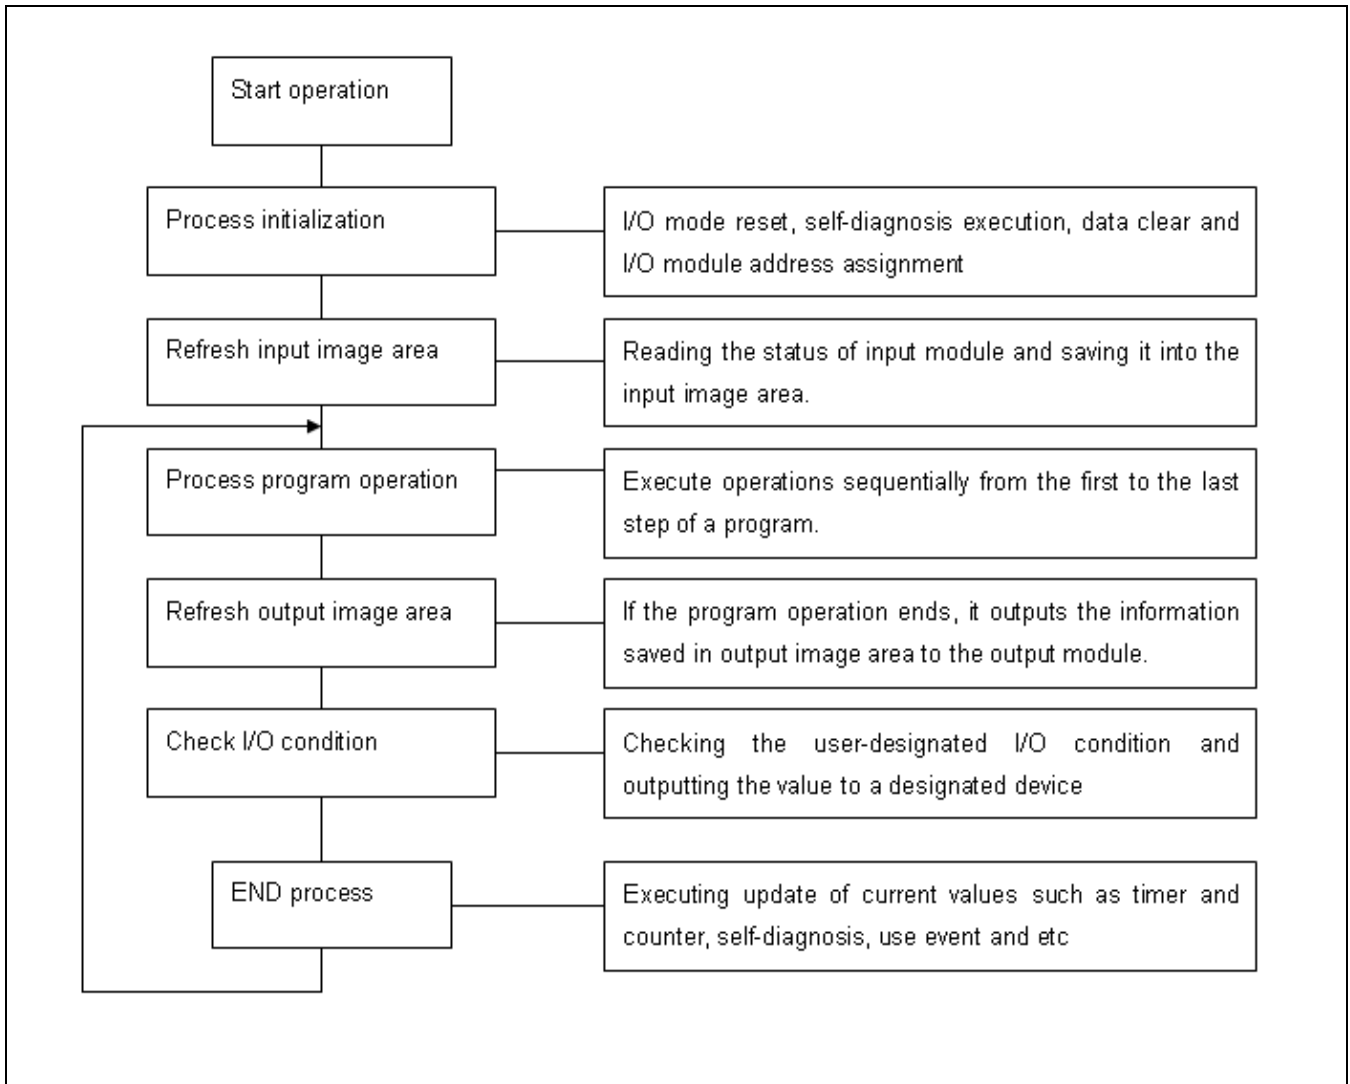 Start operation
Process initialization
I/O mode reset, self-diagnosis execution, data clear and
I/O module address assignment
Refresh input image area
Reading the status of input module and saving it into the
input image area.
Process program operation
Execute operations sequentially from the first to the last
step of a program.
Refresh output image area
If the program operation ends, it outputs the information
saved in output image area to the output module.
Check I/O condition
Checking the user-designated I/O condition and
outputting the value to a designated device
END process
Executing update of current values such as timer and
counter, self-diagnosis, use event and etc